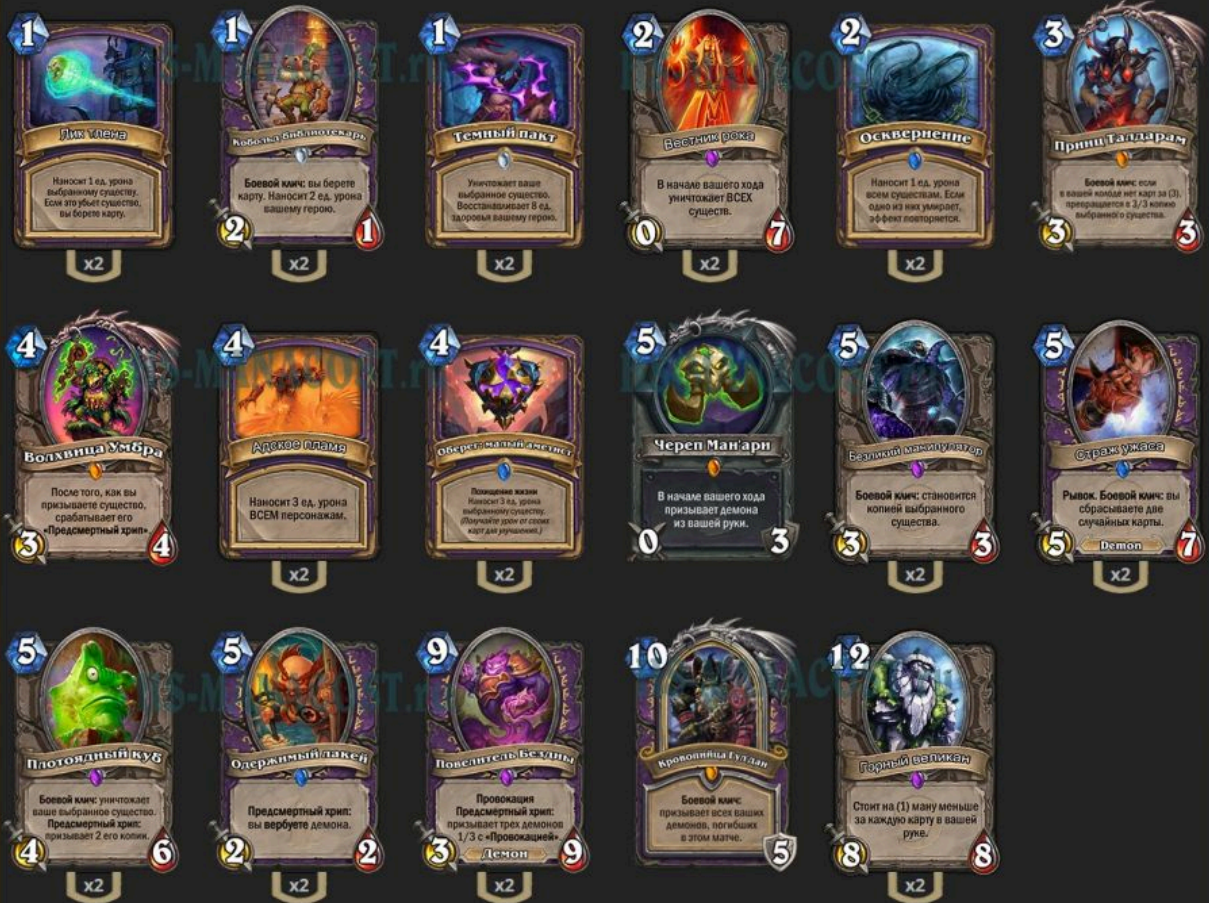 1
Лик тлена
Наносит 1 ед. урона
выбранному существу.
Если это убьет существо,
вы берете карту.
x2
1
Кобольд библиотекарь
Боевой клич: вы берете
карту. Наносит 2 ед. урона
вашему герою.
2
1
x2
1
Темный пакт
Уничтожает ваше
выбранное существо.
Восстанавливает 8 ед.
здоровья вашему герою.
x2
2
Вестник рока
В начале вашего хода
уничтожает ВСЕХ
существ.
0
7
x2
2
Осквернение
Наносит 1 ед. урона
всем существам. Если
одно из них умирает,
эффект повторяется.
x2
3
Принц Талдарам
Боевой клич: если
в вашей колоде нет карт за (3),
превращается в 3/3 копию
выбранного существа.
3
3
4
Волхвица Умбра
После того, как вы
призываете существо,
срабатывает его
«Предсмертный хрип».
3
4
4
Адское пламя
Наносит 3 ед. урона
ВСЕМ персонажам.
x2
4
Оберег: малый аметист
Похищение жизни
Наносит 3 ед. урона
выбранному существу.
(Получайте урон от своих
карт для улучшения.)
x2
5
Череп Ман'ари
В начале вашего хода
призывает демона
из вашей руки.
0
3
5
Безликий манипулятор
Боевой клич: становится
копией выбранного
существа.
3
3
x2
5
Страж ужаса
Рывок. Боевой клич: вы
сбрасываете две
случайных карты.
5
Demon
7
x2
5
Плотоядный куб
Боевой клич: уничтожает
ваше выбранное существо.
Предсмертный хрип:
призывает 2 его копии.
4
6
x2
5
Одержимый лакей
Предсмертный хрип:
вы вербуете демона.
2
2
x2
9
Повелитель Бездны
Провокация
Предсмертный хрип:
призывает трех демонов
1/3 с «Провокацией».
3
Демон
9
x2
10
Кровопийца Гул'дан
Боевой клич:
призывает всех ваших
демонов, погибших
в этом матче.
5
12
Горный великан
Стоит на (1) ману меньше
за каждую карту в вашей
руке.
8
8
x2